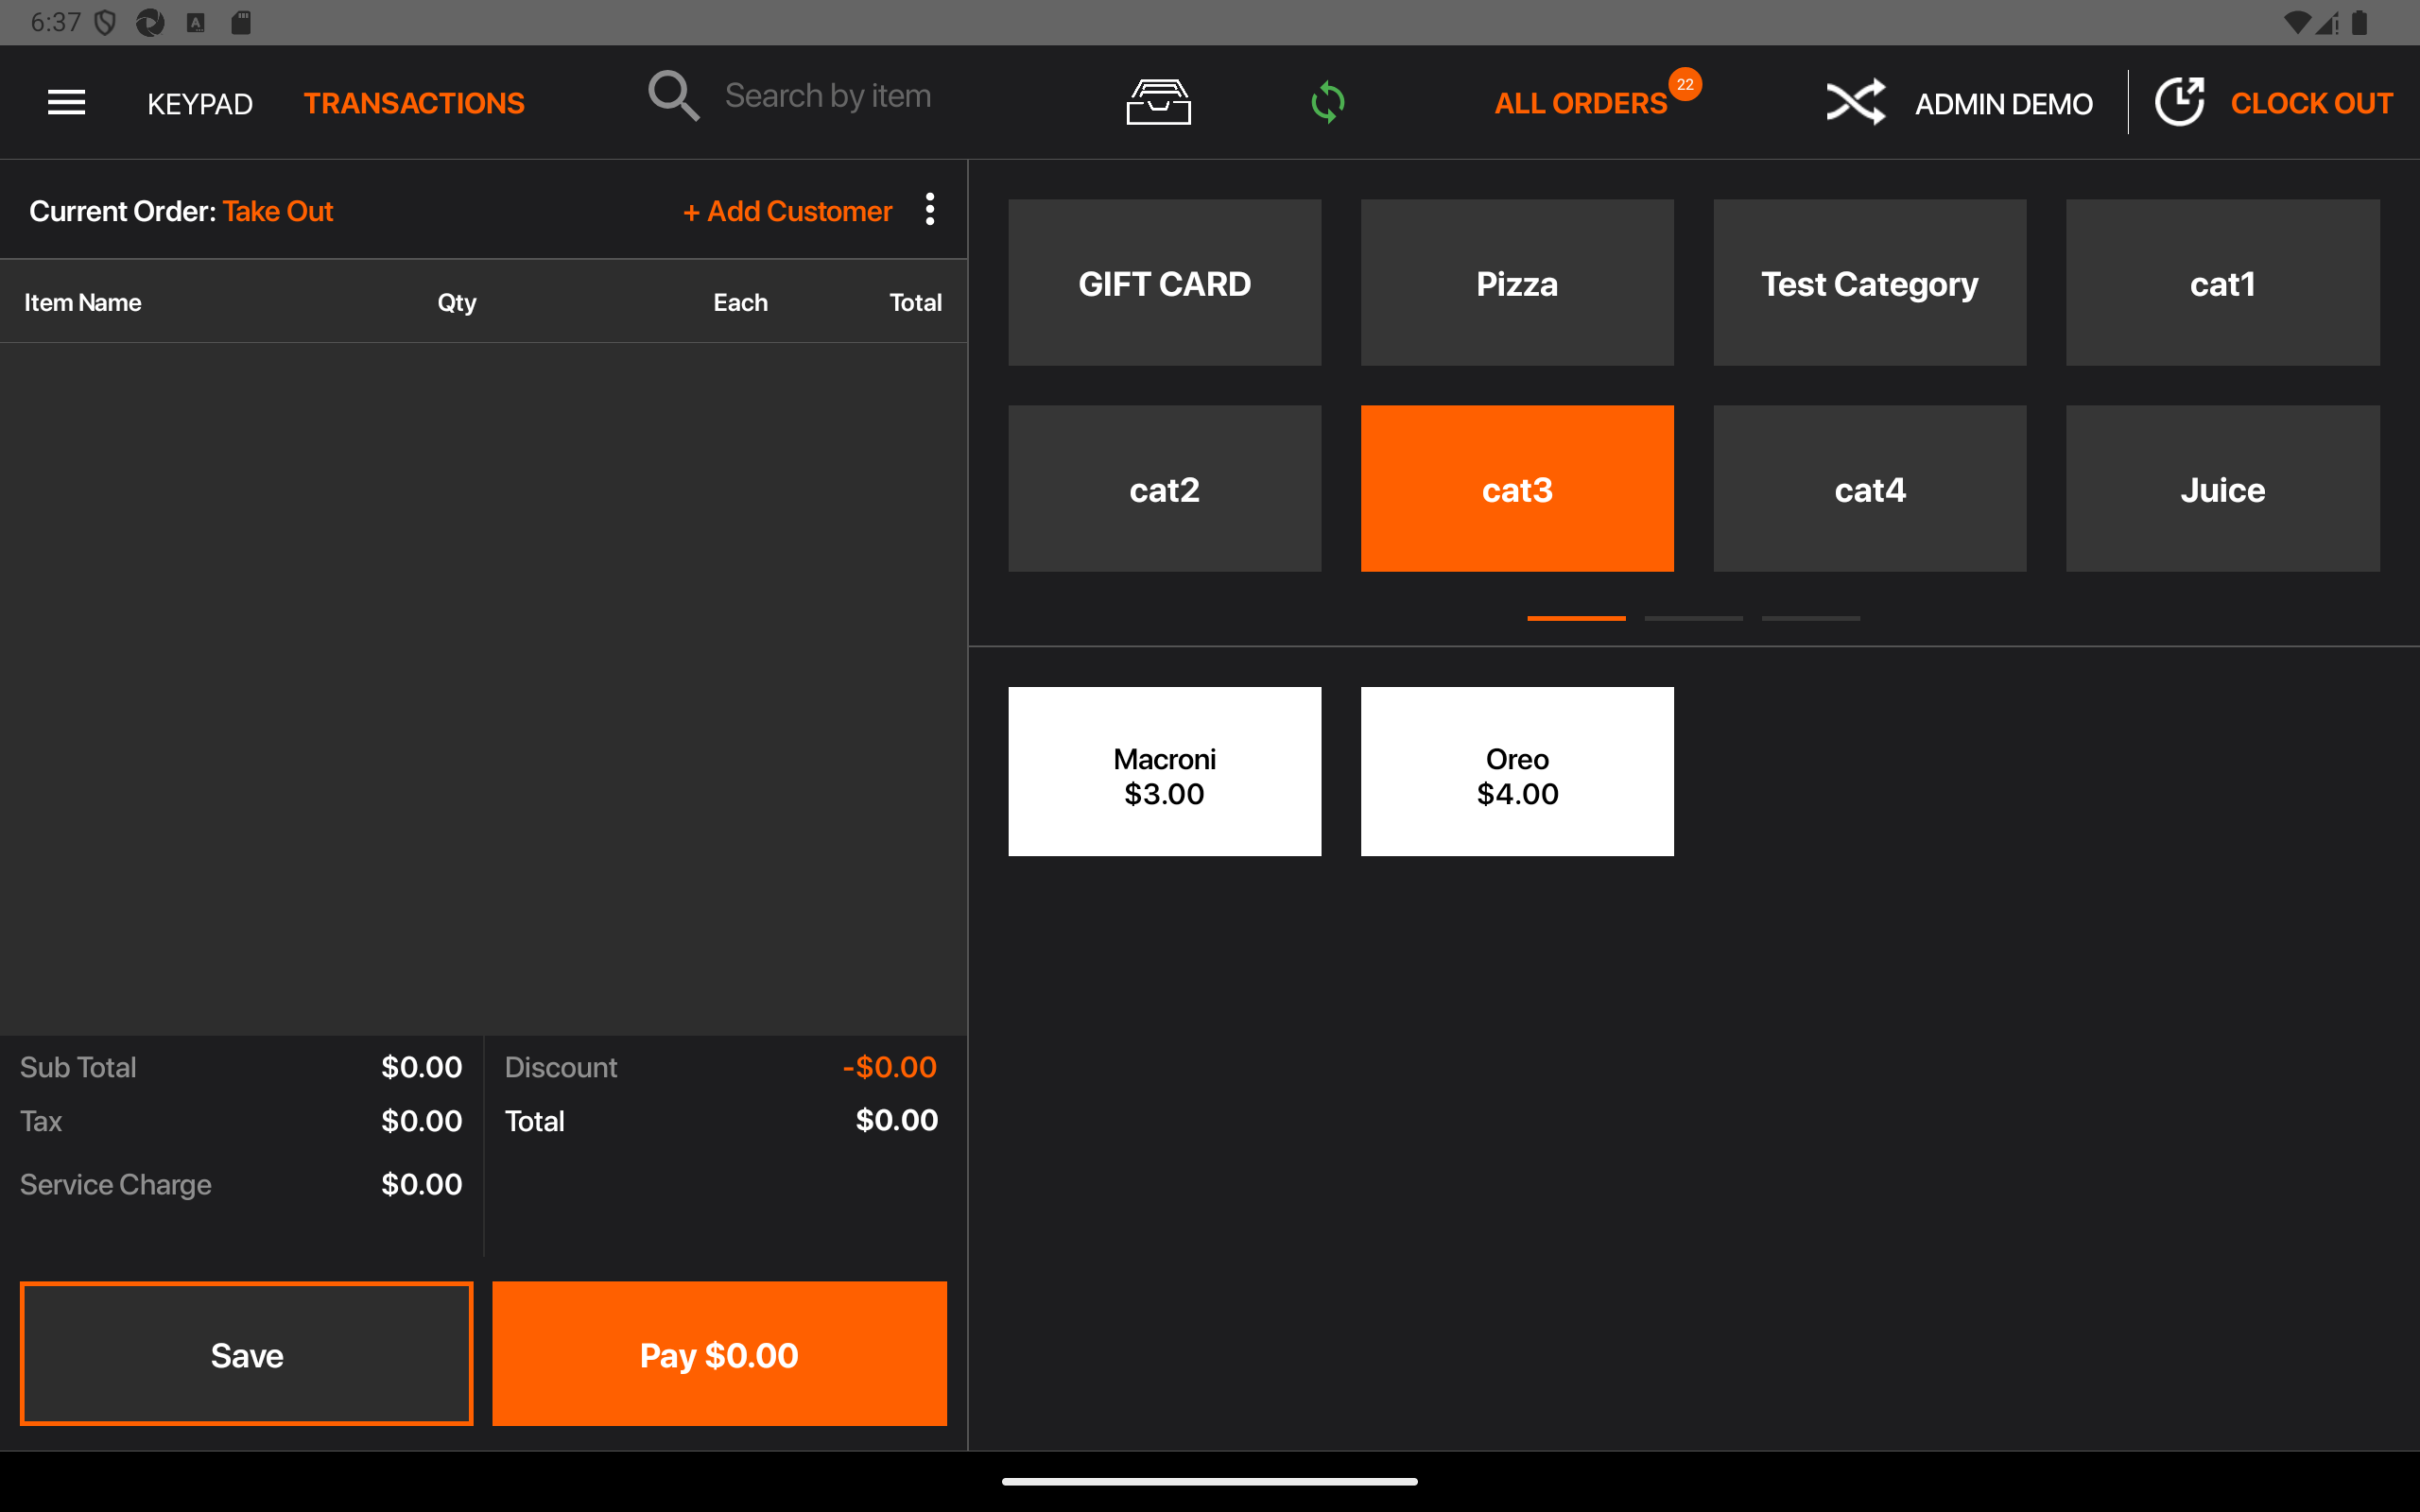 6:37
KEYPAD
TRANSACTIONS
Search by item
ALL ORDERS
22
ADMIN DEMO
CLOCK OUT
Current Order: Take Out
+ Add Customer
Item Name
Qty
Each
Total
GIFT CARD
Pizza
Test Category
cat1
cat2
cat3
cat4
Juice
Macroni
$3.00
Oreo
$4.00
Sub Total
$0.00
Discount
-$0.00
Tax
$0.00
Total
$0.00
Service Charge
$0.00
Save
Pay $0.00